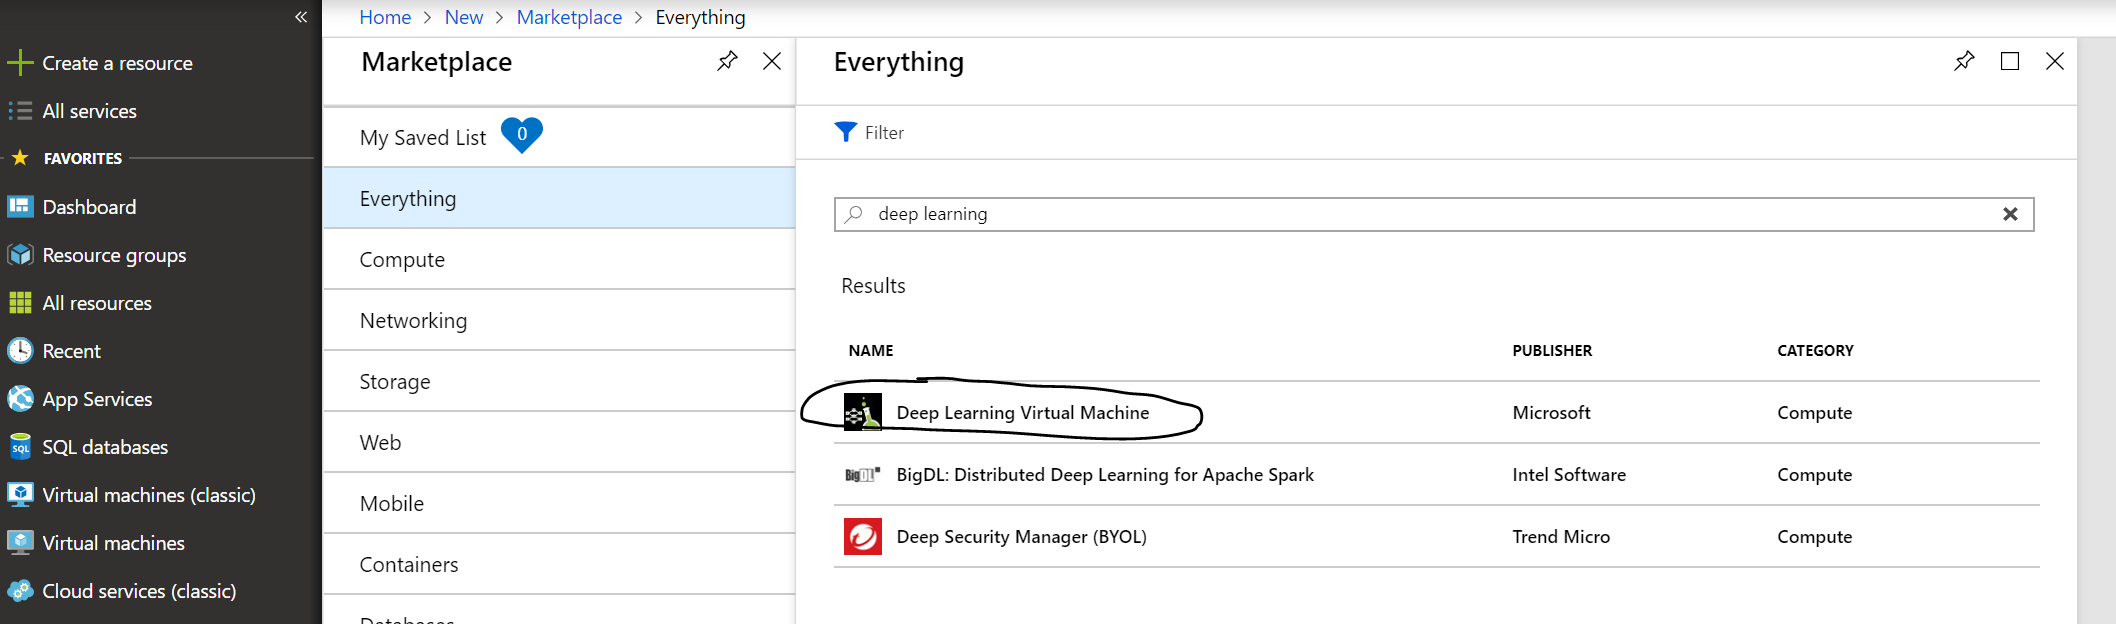 «
Create a resource
All services
FAVORITES
Dashboard
Resource groups
All resources
Recent
App Services
SQL
SQL databases
Virtual machines (classic)
Virtual machines
Cloud services (classic)
Home > New > Marketplace > Everything
Marketplace
My Saved List 0
Everything
Compute
Networking
Storage
Web
Mobile
Containers
Databases
Everything
Filter
deep learning
Results
NAME PUBLISHER CATEGORY
Deep Learning Virtual Machine Microsoft Compute
BigDL BigDL: Distributed Deep Learning for Apache Spark Intel Software Compute
Deep Security Manager (BYOL) Trend Micro Compute